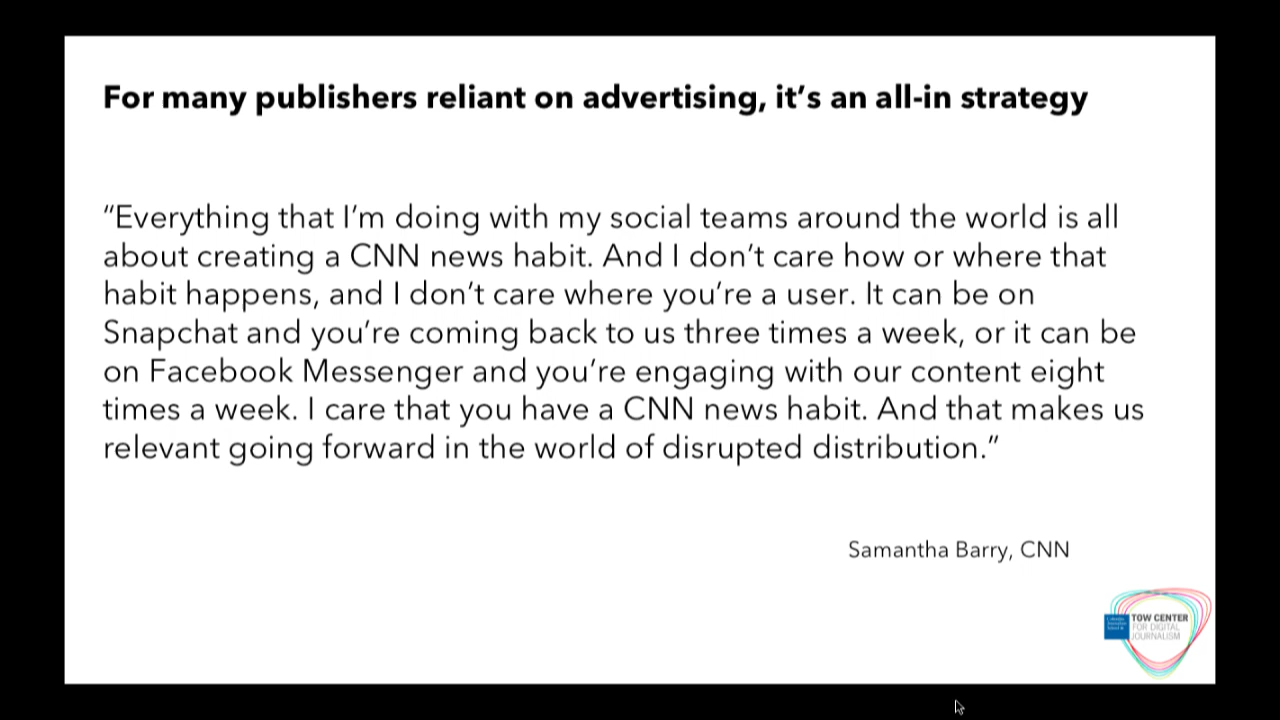 For many publishers reliant on advertising, it’s an all-in strategy
“Everything that I’m doing with my social teams around the world is all
about creating a CNN news habit. And I don’t care how or where that
habit happens, and I don’t care where you’re a user. It can be on
Snapchat and you’re coming back to us three times a week, or it can be
on Facebook Messenger and you’re engaging with our content eight
times a week. I care that you have a CNN news habit. And that makes us
relevant going forward in the world of disrupted distribution.”
Samantha Barry, CNN
TOW CENTER
FOR DIGITAL
JOURNALISM